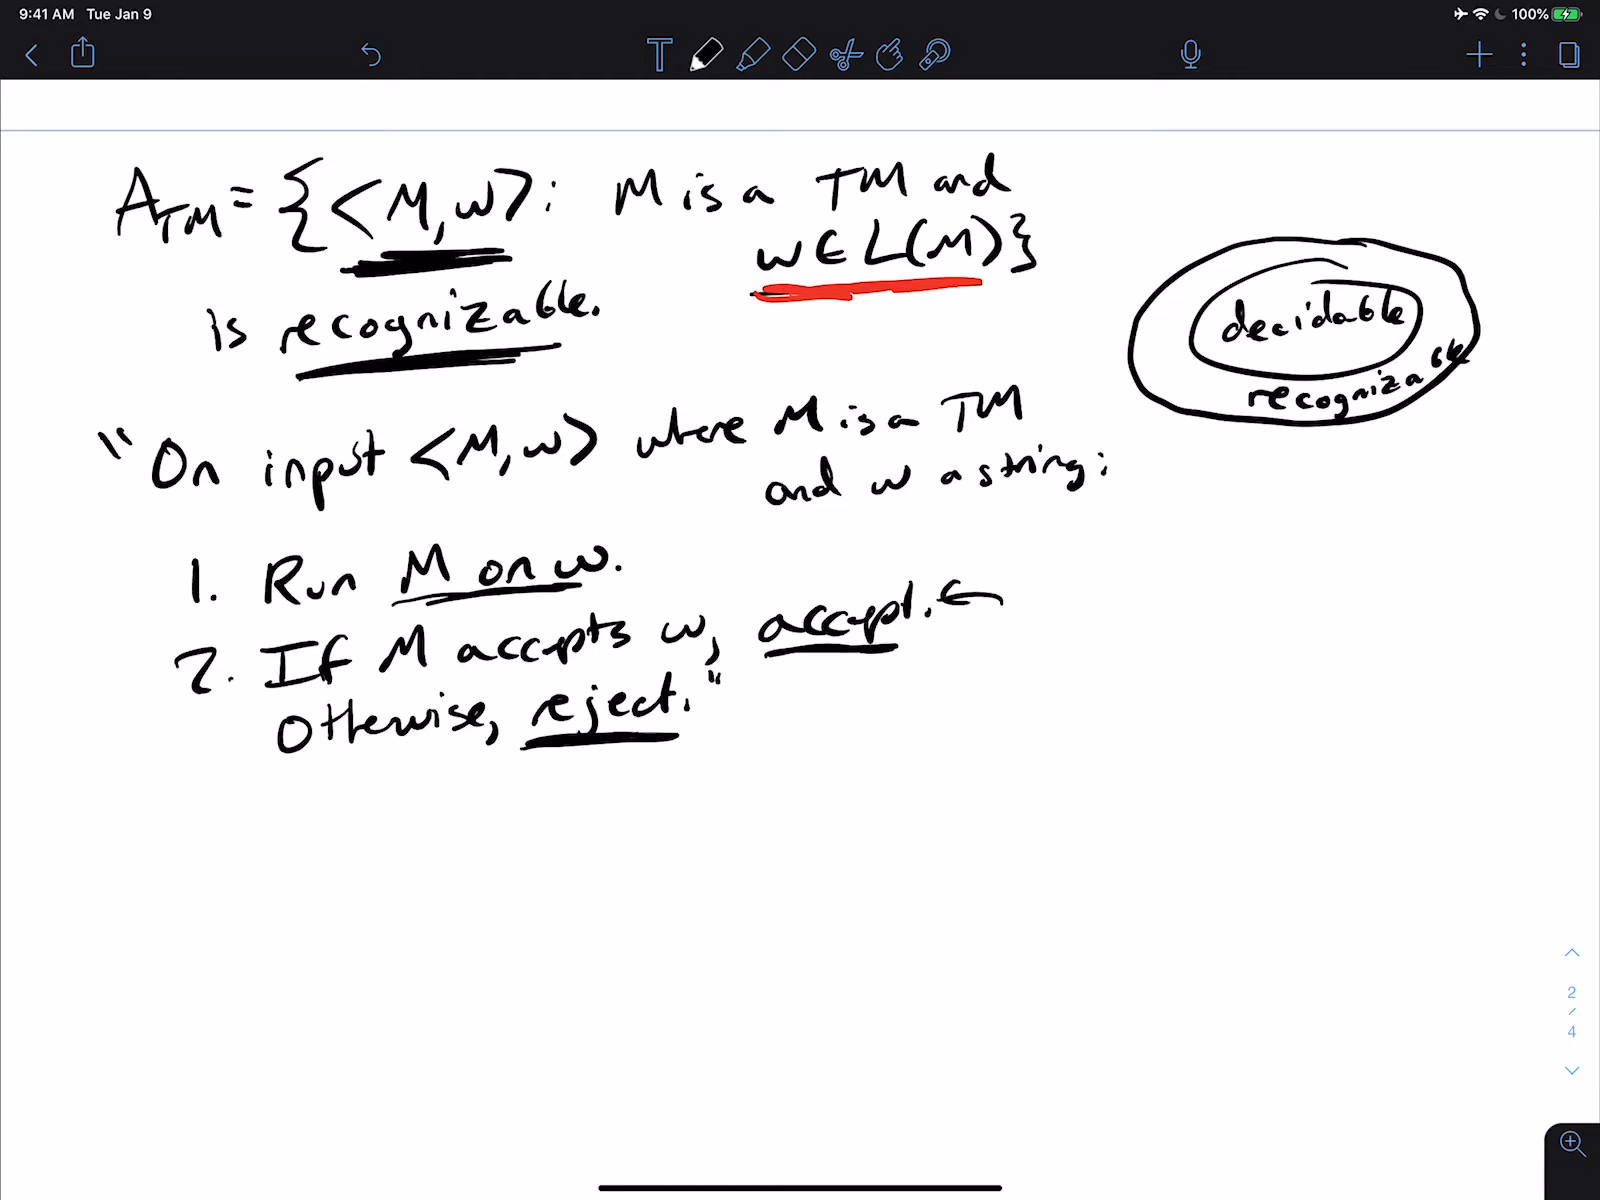 9:41 AM Tue Jan 9
100%
A_TM = {<M,w>: M is a TM and
w∈L(M)}
is recognizable.
decidable
recognizable
"On input <M,w> where M is a TM
and w a string:
1. Run M on w.
2. If M accepts w, accept. ←
Otherwise, reject."
2
/
4